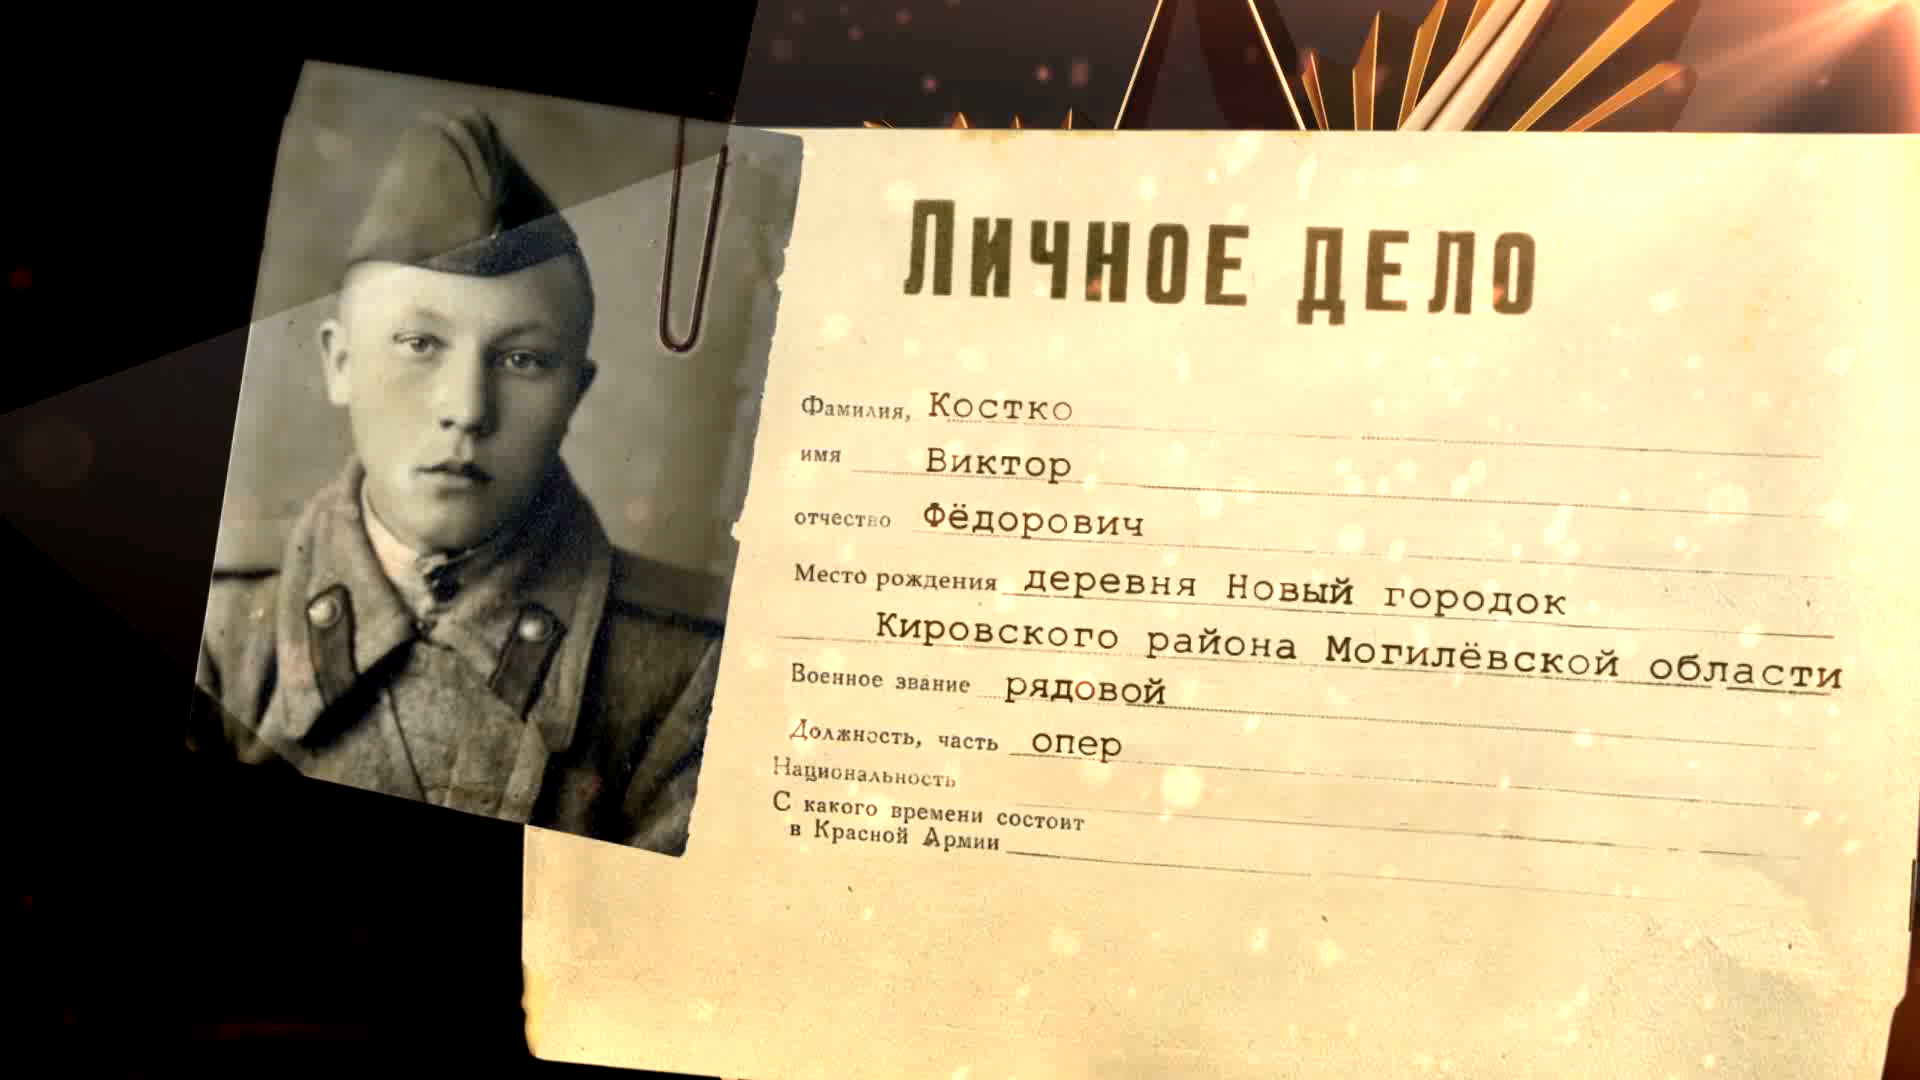 Личное дело
Фамилия, Костко
имя Виктор
отчество Фёдорович
Место рождения деревня Новый городок
Кировского района Могилёвской области
Военное звание рядовой
Должность, часть опер
Национальность
С какого времени состоит
в Красной Армии